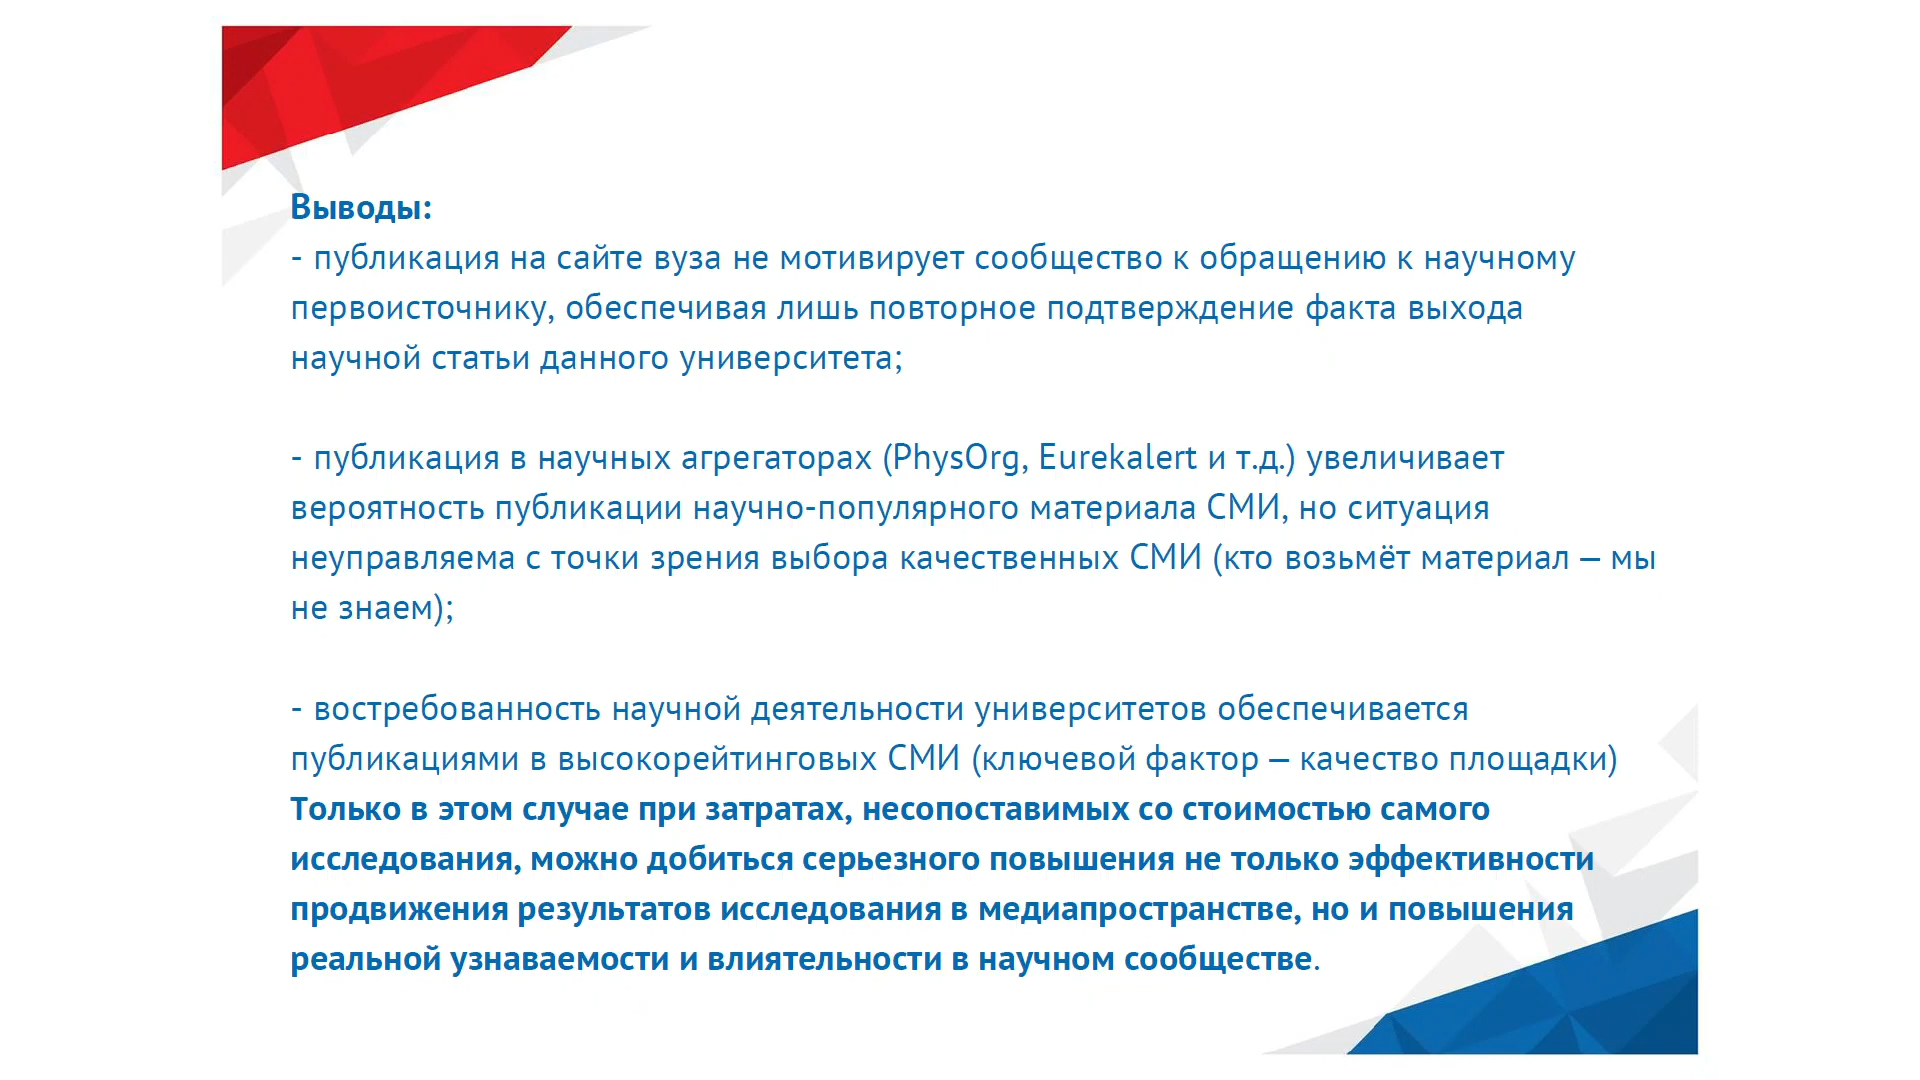 Выводы:
- публикация на сайте вуза не мотивирует сообщество к обращению к научному
первоисточнику, обеспечивая лишь повторное подтверждение факта выхода
научной статьи данного университета;
- публикация в научных агрегаторах (PhysOrg, Eurekalert и т.д.) увеличивает
вероятность публикации научно-популярного материала СМИ, но ситуация
неуправляема с точки зрения выбора качественных СМИ (кто возьмёт материал – мы
не знаем);
- востребованность научной деятельности университетов обеспечивается
публикациями в высокорейтинговых СМИ (ключевой фактор – качество площадки)
Только в этом случае при затратах, несопоставимых со стоимостью самого
исследования, можно добиться серьезного повышения не только эффективности
продвижения результатов исследования в медиапространстве, но и повышения
реальной узнаваемости и влиятельности в научном сообществе.